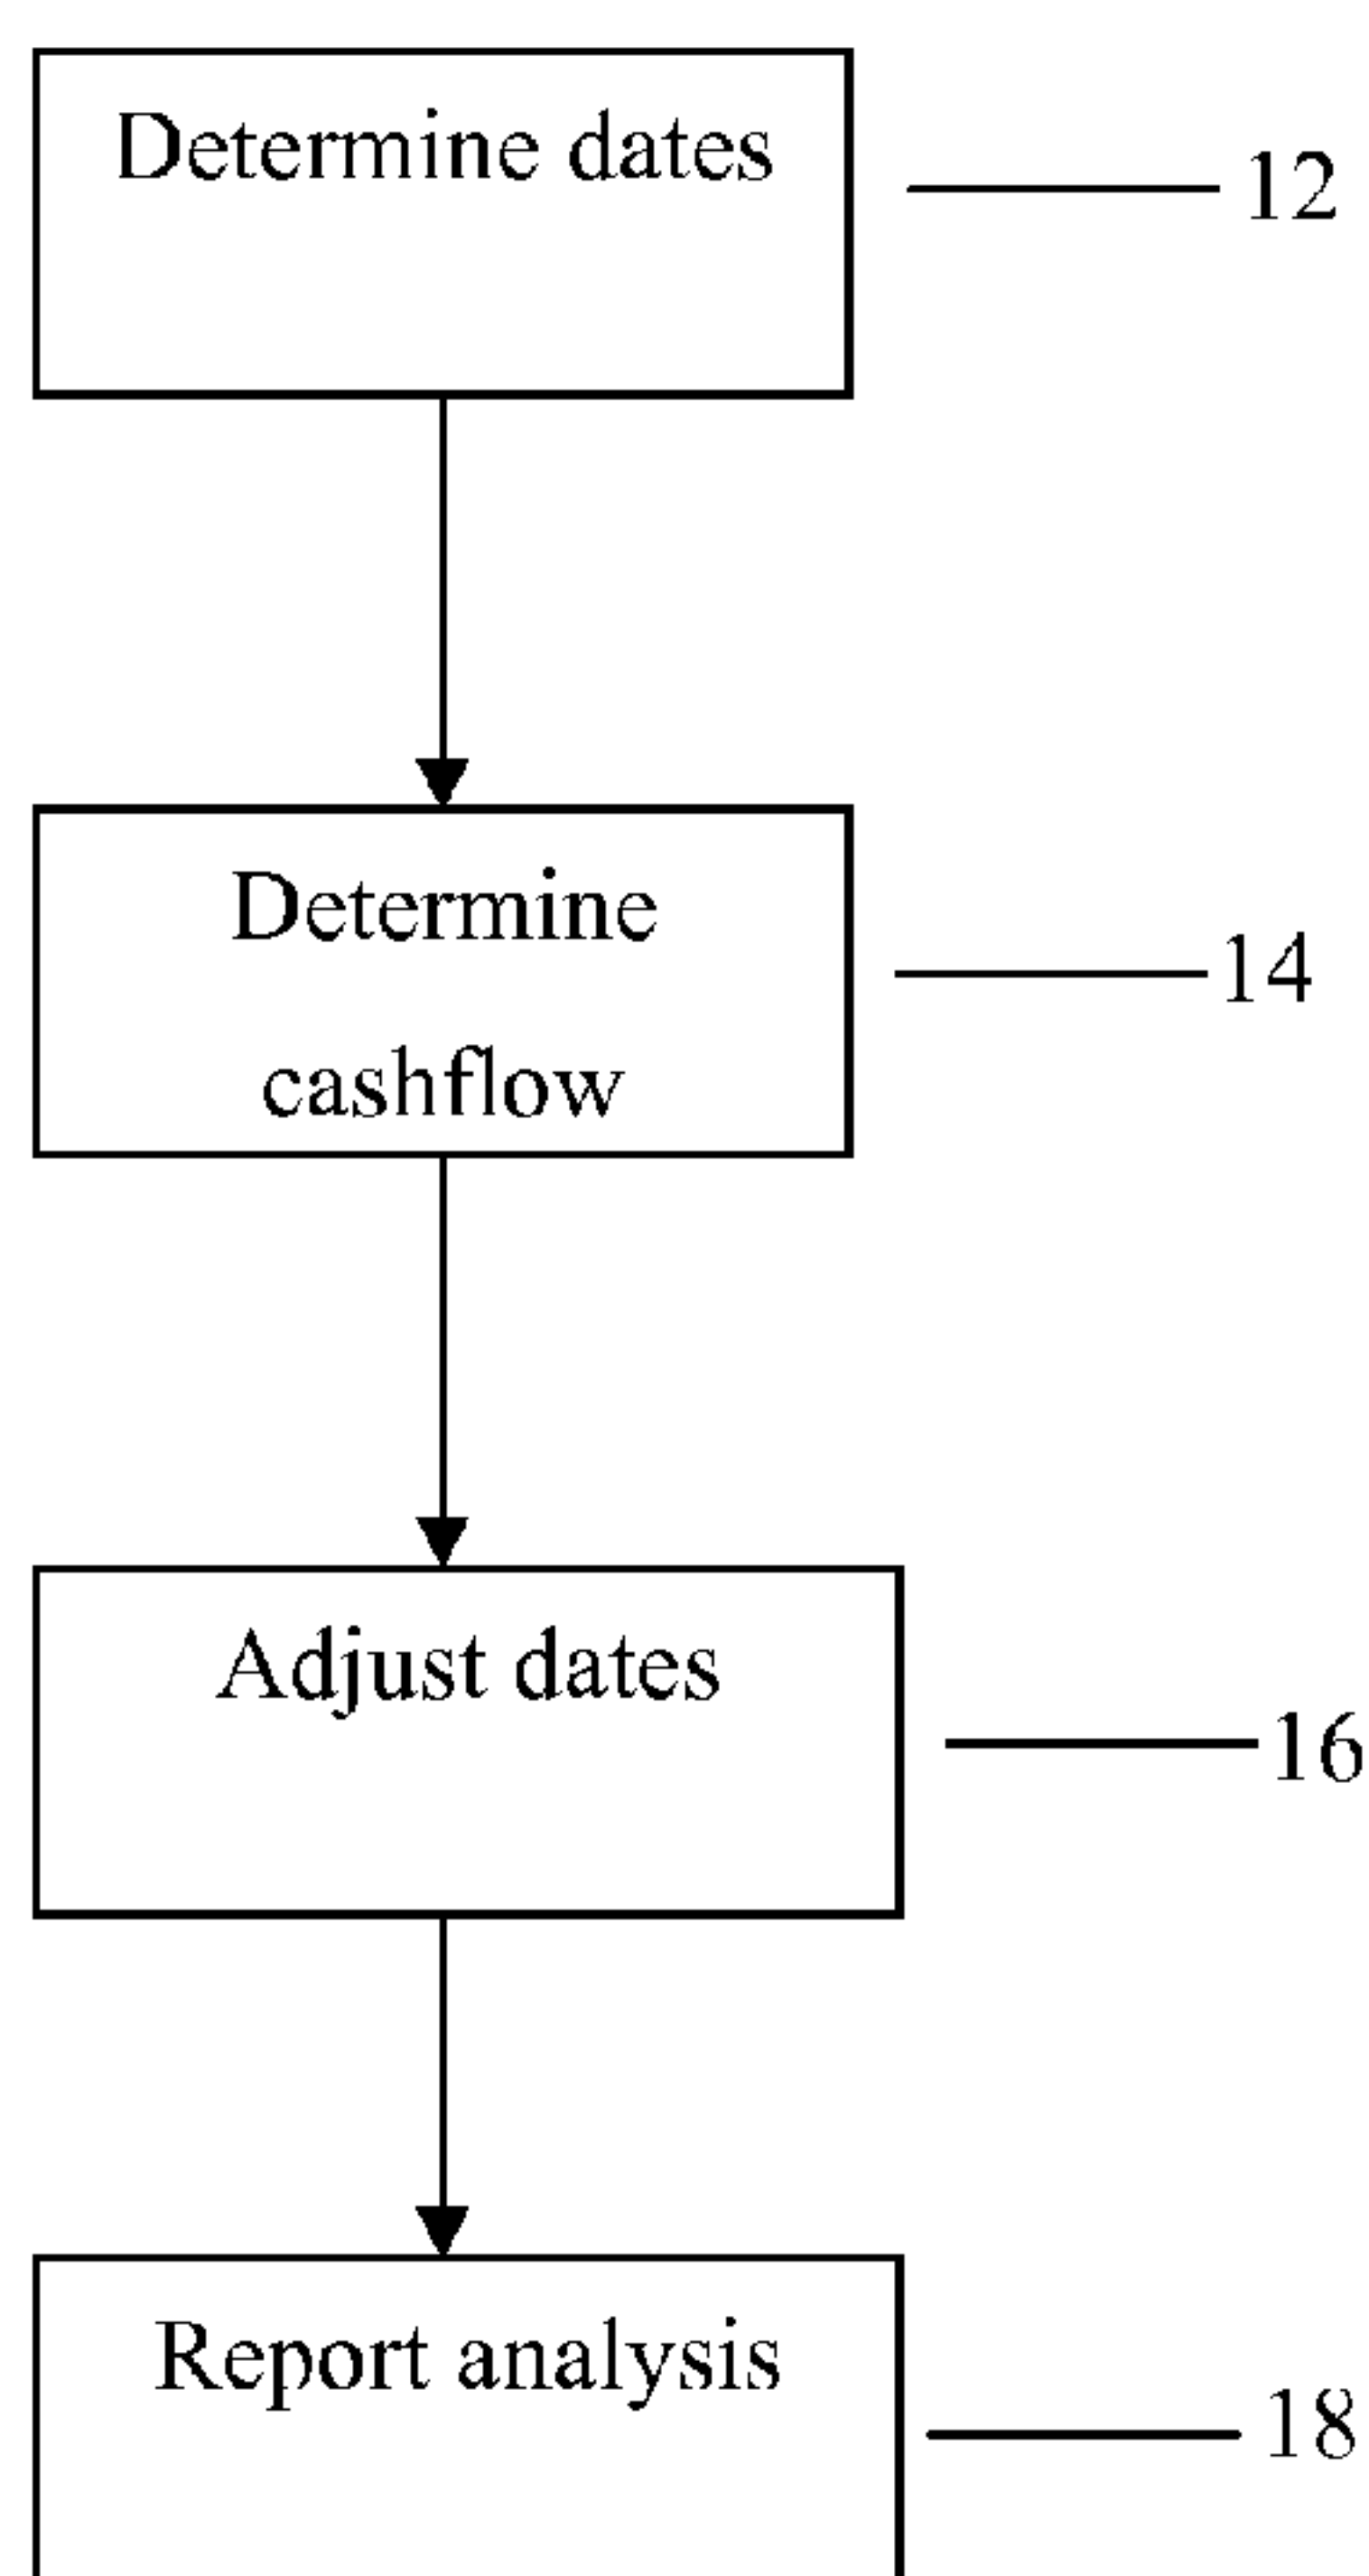 Determine dates
12
Determine
cashflow
14
Adjust dates
16
Report analysis
18